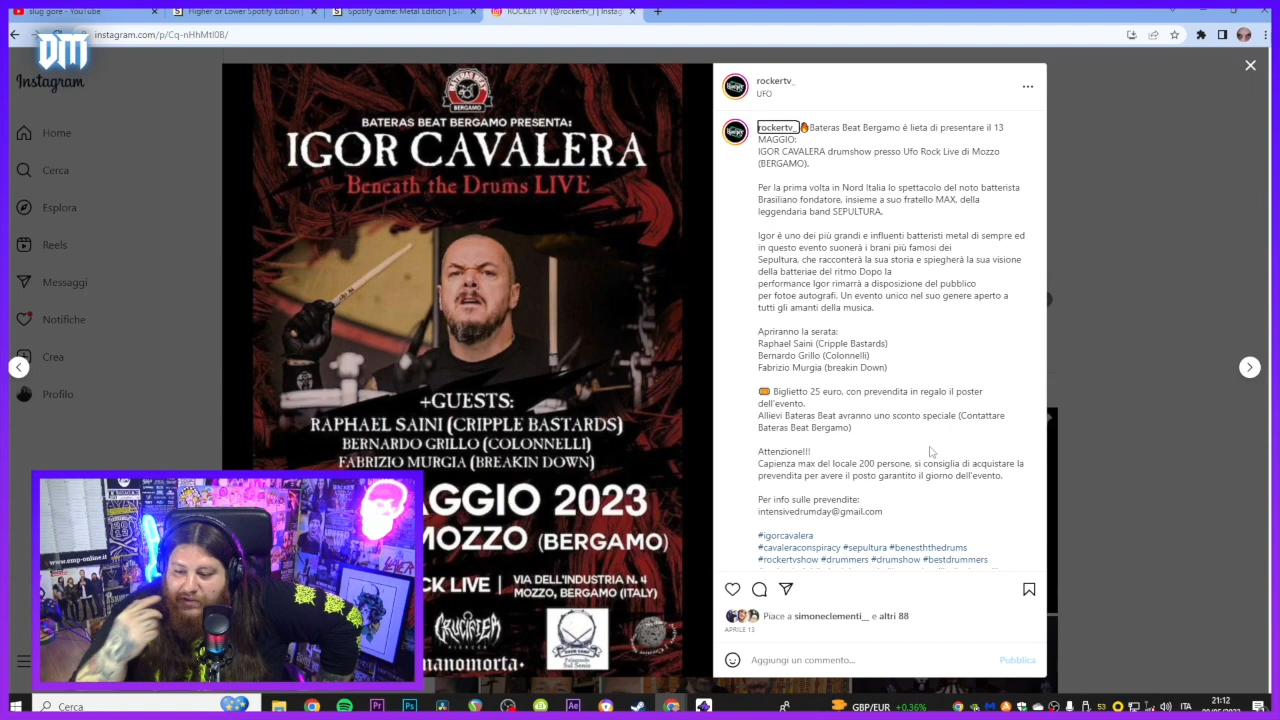 slug gore - YouTube
Higher or Lower Spotify Edition |
Spotify Game: Metal Edition | S
ROCKER TV (@rockertv_) | Instag
instagram.com/p/Cq-nHhMtl0B/
DM
Instagram
Home
Cerca
Esplora
Reels
Messaggi
Notifiche
Crea
Profilo
BATERAS BEAT
BERGAMO
BATERAS BEAT BERGAMO PRESENTA:
IGOR CAVALERA
Beneath the Drums LIVE
+GUESTS:
RAPHAEL SAINI (CRIPPLE BASTARDS)
BERNARDO GRILLO (COLONNELLI)
FABRIZIO MURGIA (BREAKIN DOWN)
AGGIO 2023
MOZZO (BERGAMO)
CK LIVE | VIA DELL'INDUSTRIA N. 4
MOZZO, BERGAMO (ITALY)
CRUCIFIER
manomorta
www.emp-online.it
rockertv_
UFO
rockertv_ 🔥Bateras Beat Bergamo è lieta di presentare il 13
MAGGIO:
IGOR CAVALERA drumshow presso Ufo Rock Live di Mozzo
(BERGAMO).
Per la prima volta in Nord Italia lo spettacolo del noto batterista
Brasiliano fondatore, insieme a suo fratello MAX, della
leggendaria band SEPULTURA.
Igor è uno dei più grandi e influenti batteristi metal di sempre ed
in questo evento suonerà i brani più famosi dei
Sepultura, che racconterà la sua storia e spiegherà la sua visione
della batteriae del ritmo Dopo la
performance Igor rimarrà a disposizione del pubblico
per fotoe autografi. Un evento unico nel suo genere aperto a
tutti gli amanti della musica.
Apriranno la serata:
Raphael Saini (Cripple Bastards)
Bernardo Grillo (Colonnelli)
Fabrizio Murgia (breakin Down)
🎫 Biglietto 25 euro, con prevendita in regalo il poster
dell'evento.
Allievi Bateras Beat avranno uno sconto speciale (Contattare
Bateras Beat Bergamo)
Attenzione!!!
Capienza max del locale 200 persone, si consiglia di acquistare la
prevendita per avere il posto garantito il giorno dell'evento.
Per info sulle prevendite:
intensivedrumday@gmail.com
#igorcavalera
#cavaleraconspiracy #sepultura #benesththedrums
#rockertvshow #drummers #drumshow #bestdrummers
Piace a simoneclementi__ e altri 88
APRILE 13
Aggiungi un commento...
Pubblica
Cerca
GBP/EUR +0.36%
53
ITA
21:12